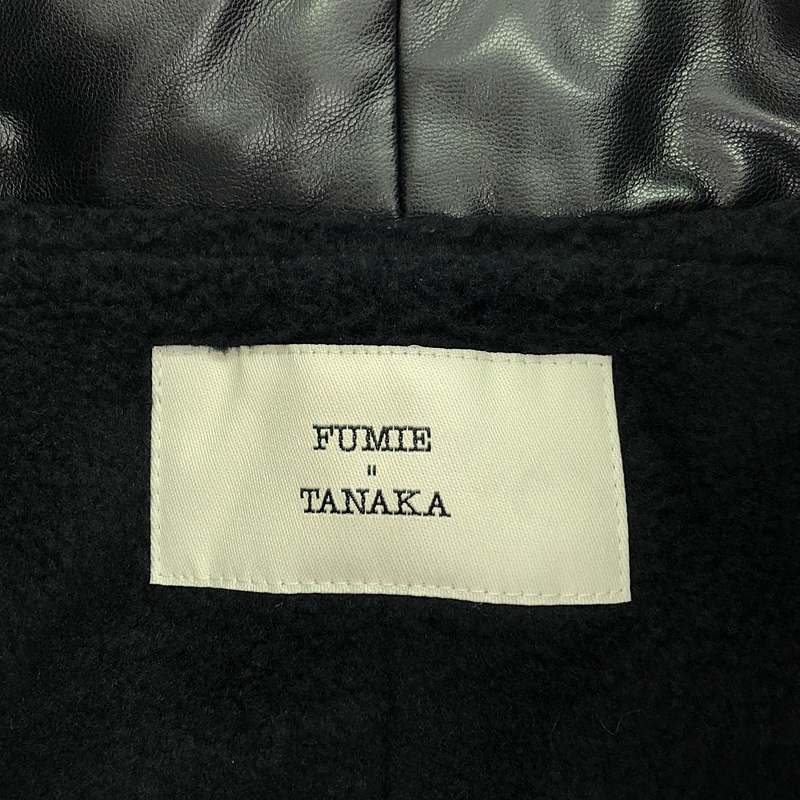 FUMIE
=
TANAKA